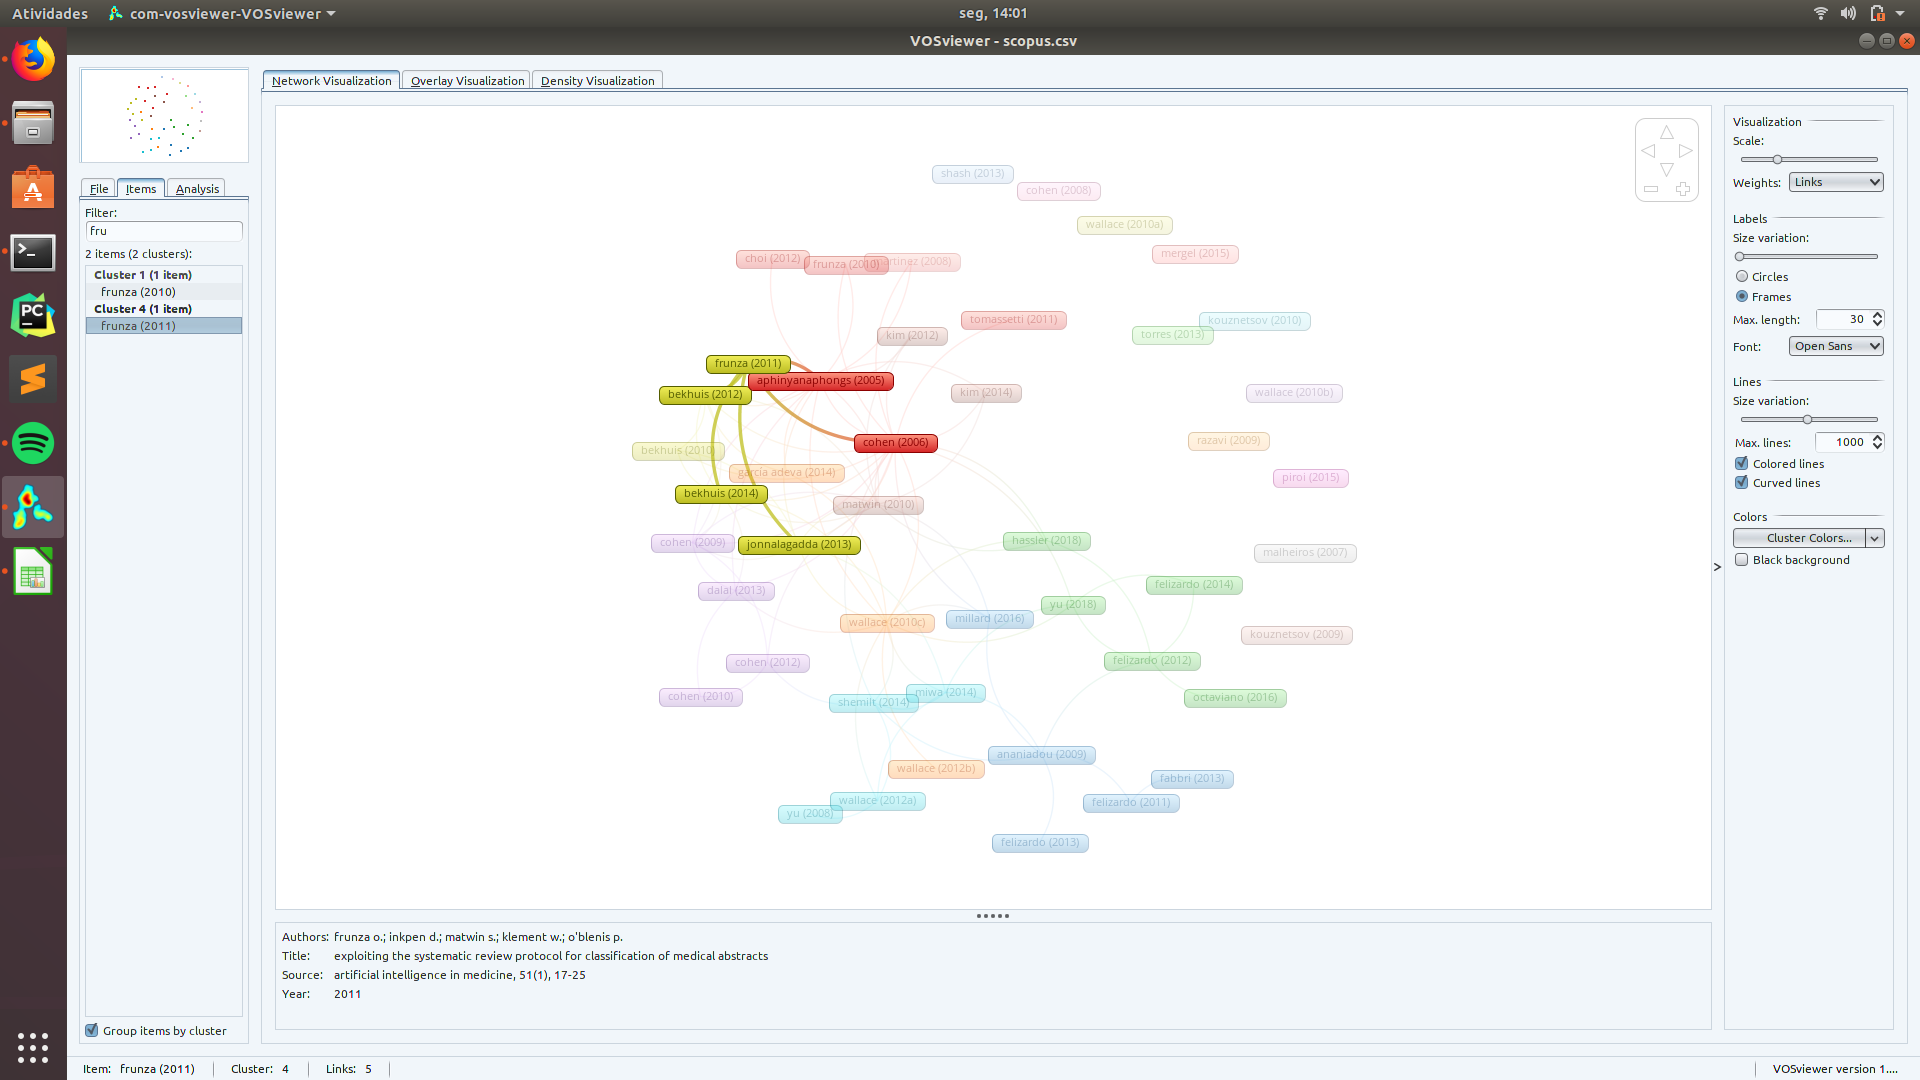 Atividades
com-vosviewer-VOSviewer
seg, 14:01
VOSviewer - scopus.csv
Network Visualization
Overlay Visualization
Density Visualization
File
Items
Analysis
Filter:
fru
2 items (2 clusters):
Cluster 1 (1 item)
frunza (2010)
Cluster 4 (1 item)
frunza (2011)
Group items by cluster
shash (2013)
cohen (2008)
wallace (2010a)
mergel (2015)
choi (2012)
frunza (2010)
tomassetti (2011)
kouznetsov (2010)
torres (2013)
kim (2012)
frunza (2011)
aphinyanaphongs (2005)
bekhuis (2012)
kim (2014)
wallace (2010b)
cohen (2006)
razavi (2009)
bekhuis (2010)
garcía adeva (2014)
piroi (2015)
bekhuis (2014)
matwin (2010)
cohen (2009)
jonnalagadda (2013)
hassler (2018)
malheiros (2007)
dalal (2013)
felizardo (2014)
yu (2018)
wallace (2010c)
millard (2016)
kouznetsov (2009)
cohen (2012)
felizardo (2012)
cohen (2010)
miwa (2014)
shemilt (2014)
octaviano (2016)
ananiadou (2009)
wallace (2012b)
fabbri (2013)
wallace (2012a)
felizardo (2011)
yu (2008)
felizardo (2013)
Visualization
Scale:
Weights: Links
Labels
Size variation:
Circles
Frames
Max. length: 30
Font: Open Sans
Lines
Size variation:
Max. lines: 1000
Colored lines
Curved lines
Colors
Cluster Colors...
Black background
>
Authors: frunza o.; inkpen d.; matwin s.; klement w.; o'blenis p.
Title: exploiting the systematic review protocol for classification of medical abstracts
Source: artificial intelligence in medicine, 51(1), 17-25
Year: 2011
Item: frunza (2011)
Cluster: 4
Links: 5
VOSviewer version 1....